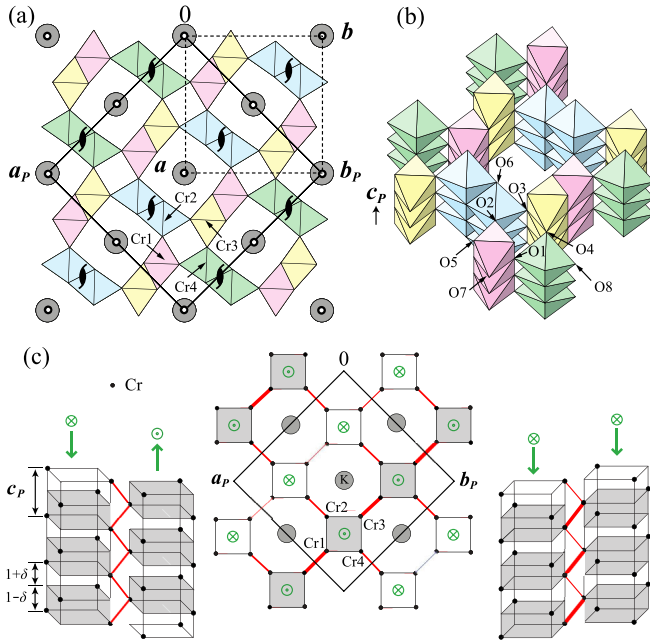 (a)
0
b
a_P
a
b_P
Cr2
Cr1
Cr3
Cr4
(b)
O6
O3
O2
c_P
O5
O1
O4
O7
O8
(c)
• Cr
0
⊗
⊙
c_P
1+δ
1−δ
⊙
⊗
⊙
⊗
⊙
a_P
⊗
K
⊙
b_P
Cr2
Cr3
⊗
⊙
⊗
Cr1
Cr4
⊙
⊗
⊗
⊗